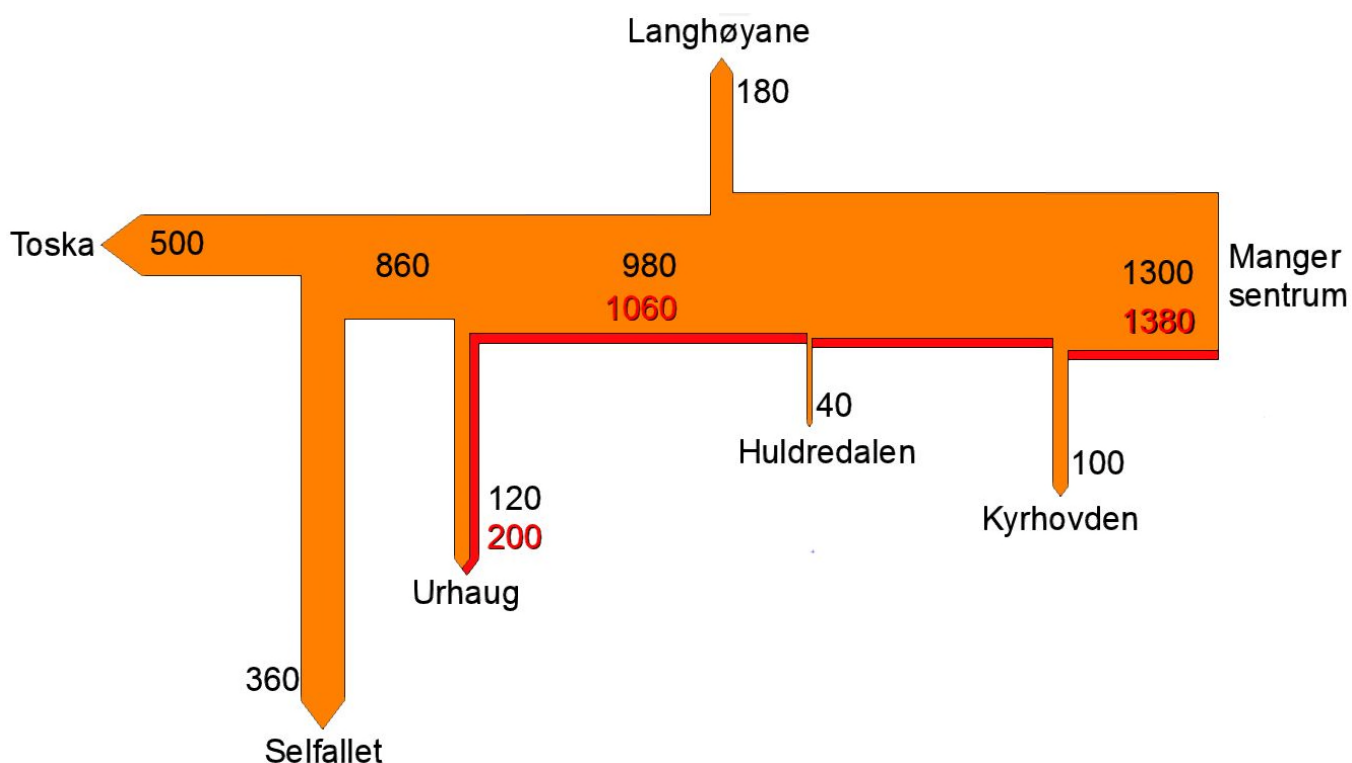 Langhøyane
180
Toska
500
860
980
1060
1300
1380
Manger
sentrum
40
Huldredalen
100
Kyrhovden
120
200
Urhaug
360
Selfallet